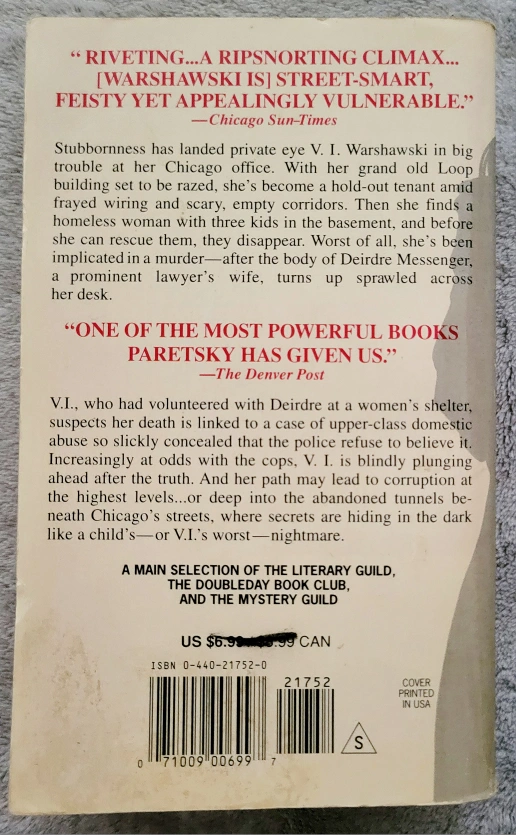 “ RIVETING...A RIPSNORTING CLIMAX...
[WARSHAWSKI IS] STREET-SMART,
FEISTY YET APPEALINGLY VULNERABLE.”
—Chicago Sun-Times
Stubbornness has landed private eye V. I. Warshawski in big
trouble at her Chicago office. With her grand old Loop
building set to be razed, she’s become a hold-out tenant amid
frayed wiring and scary, empty corridors. Then she finds a
homeless woman with three kids in the basement, and before
she can rescue them, they disappear. Worst of all, she’s been
implicated in a murder—after the body of Deirdre Messenger,
a prominent lawyer’s wife, turns up sprawled across
her desk.
“ONE OF THE MOST POWERFUL BOOKS
PARETSKY HAS GIVEN US.”
—The Denver Post
V.I., who had volunteered with Deirdre at a women’s shelter,
suspects her death is linked to a case of upper-class domestic
abuse so slickly concealed that the police refuse to believe it.
Increasingly at odds with the cops, V. I. is blindly plunging
ahead after the truth. And her path may lead to corruption at
the highest levels...or deep into the abandoned tunnels be-
neath Chicago’s streets, where secrets are hiding in the dark
like a child’s—or V.I.’s worst—nightmare.
A MAIN SELECTION OF THE LITERARY GUILD,
THE DOUBLEDAY BOOK CLUB,
AND THE MYSTERY GUILD
US CAN
ISBN 0-440-21752-0
21752
0 71009 00699 7
S
COVER
PRINTED
IN USA